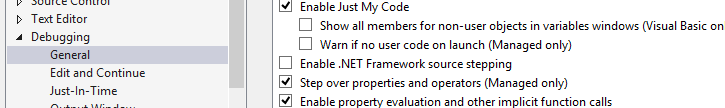 Source Control
Text Editor
Debugging
General
Edit and Continue
Just-In-Time
Output Window
Enable Just My Code
Show all members for non-user objects in variables windows (Visual Basic on
Warn if no user code on launch (Managed only)
Enable .NET Framework source stepping
Step over properties and operators (Managed only)
Enable property evaluation and other implicit function calls